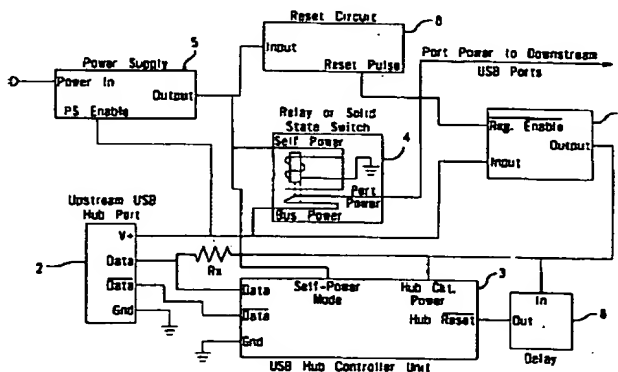 Reset Circuit
8
Input
Reset Pulse
Power Supply
5
Power In
Output
PS Enable
Port Power to Downstream
USB Ports
Relay or Solid
State Switch
Self Power
4
Port
Power
Bus Power
Reg. Enable
Output
Input
Upstream USB
Hub Port
V+
2
Data
Data
Gnd
Rx
Data
Data
Gnd
Self-Power
Mode
Hub Ckt.
Power
3
Hub Reset
USB Hub Controller Unit
In
Out
Delay